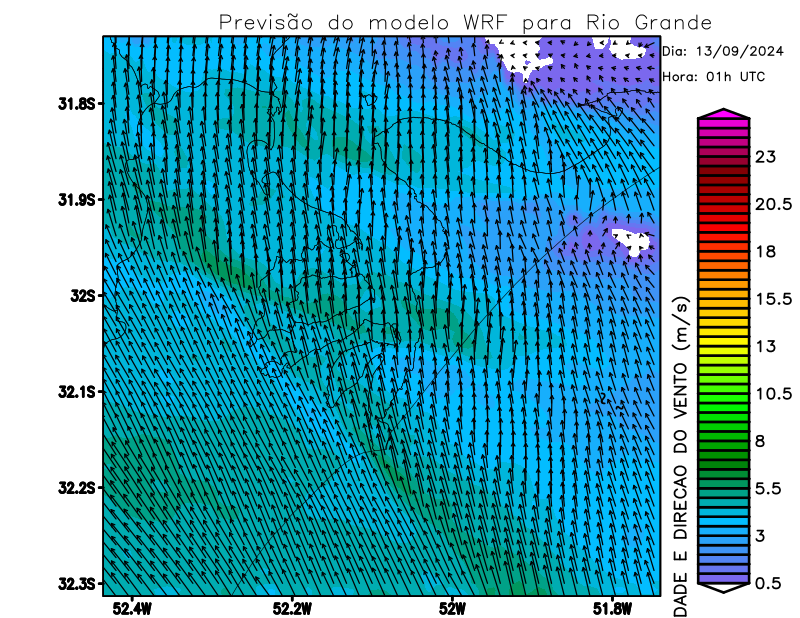 Previsão do modelo WRF para Rio Grande
Dia: 13/09/2024
Hora: 01h UTC
31.8S
31.9S
32S
32.1S
32.2S
32.3S
52.4W
52.2W
52W
51.8W
23
20.5
18
15.5
13
10.5
8
5.5
3
0.5
DADE E DIRECAO DO VENTO (m/s)